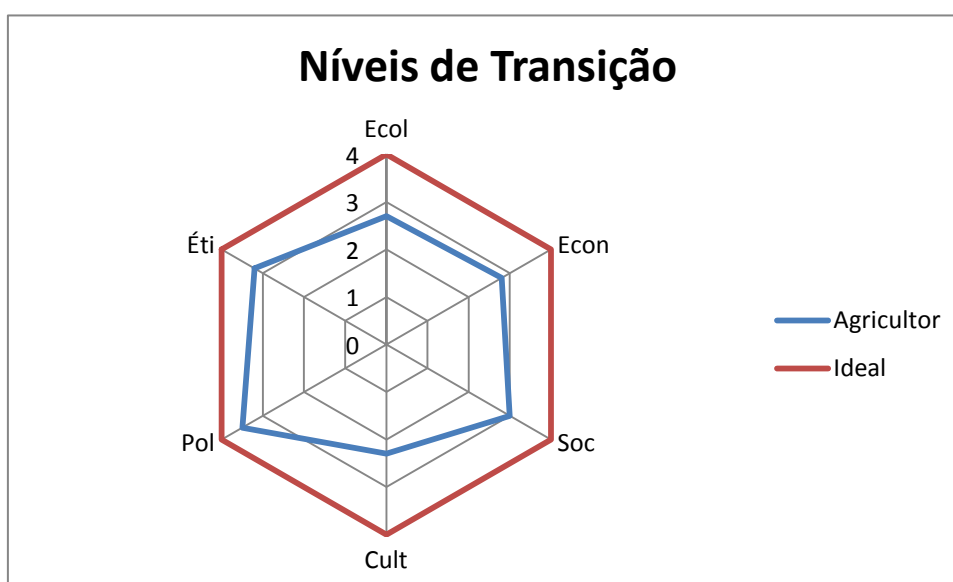 Níveis de Transição
Ecol
4
3
2
1
0
Éti
Econ
Pol
Soc
Cult
Agricultor
Ideal